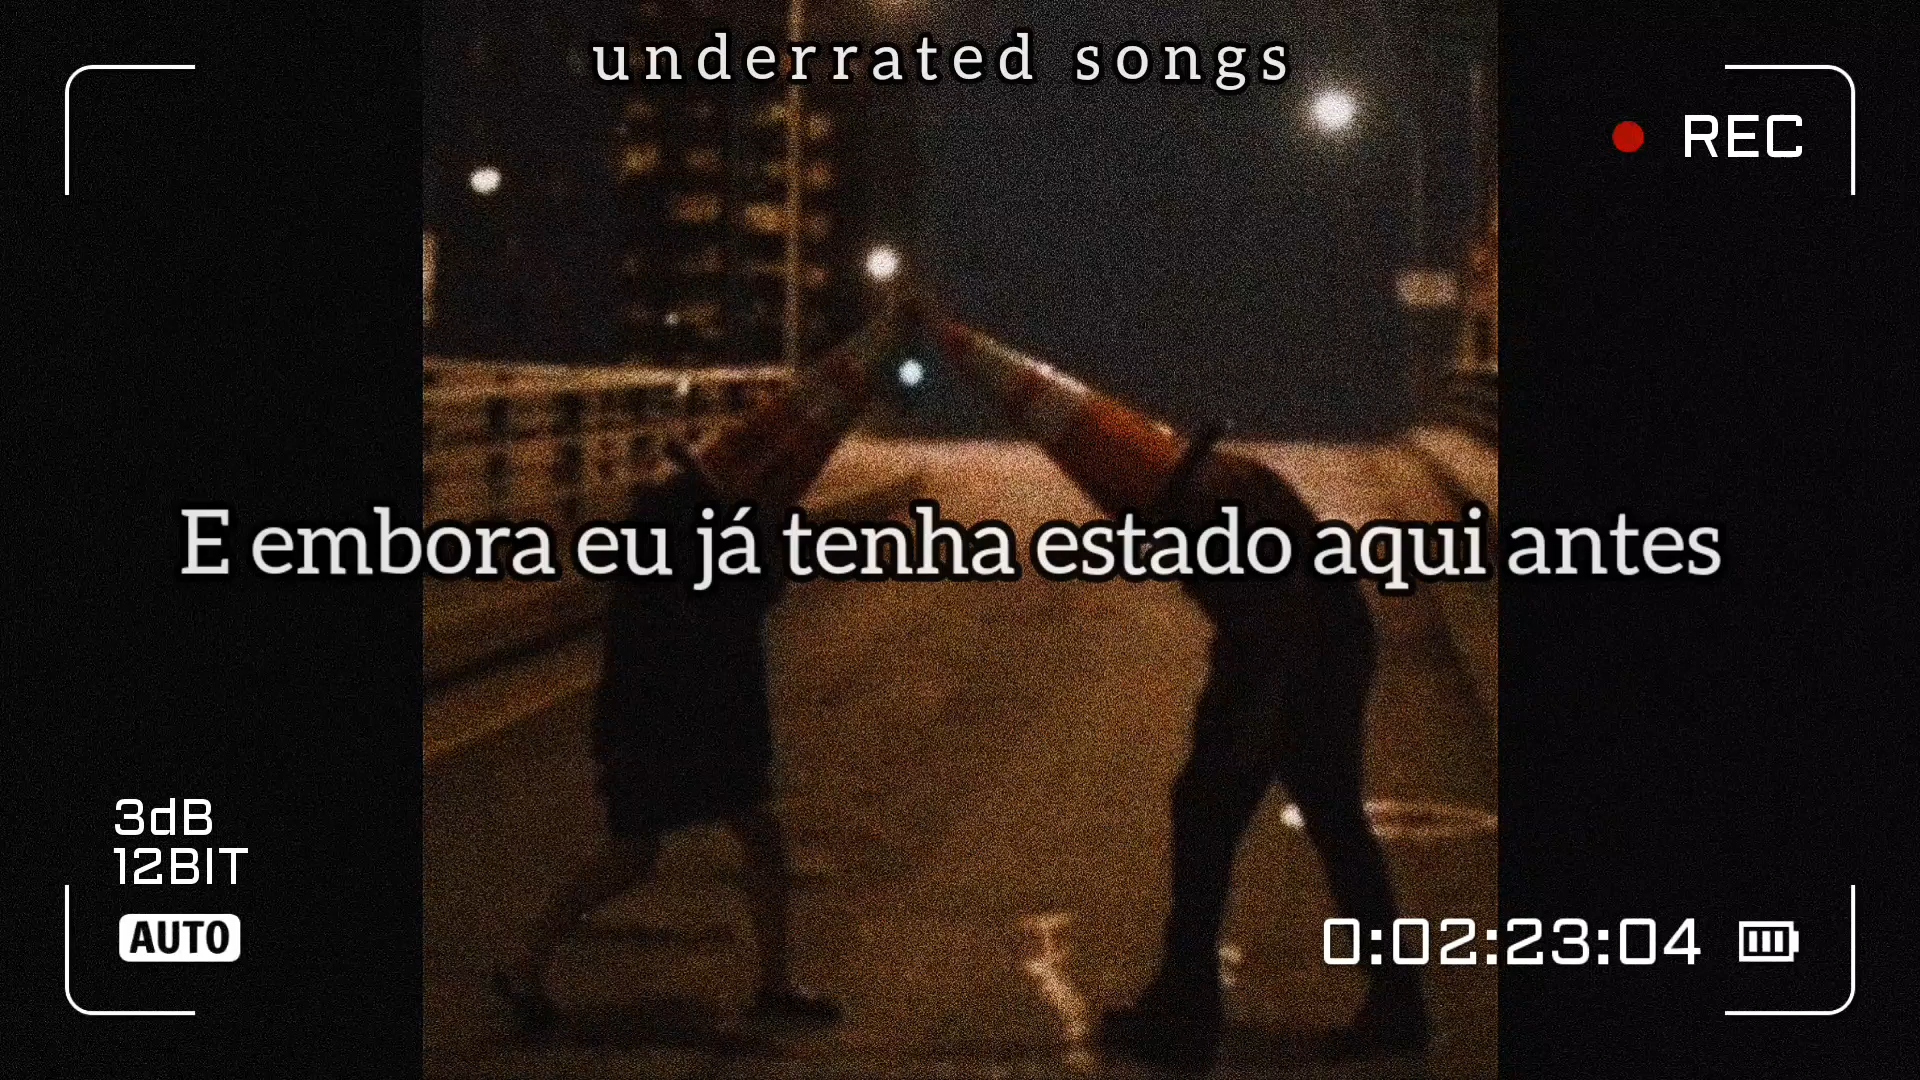 underrated songs
REC
E embora eu já tenha estado aqui antes
3dB
12BIT
AUTO
0:02:23:04